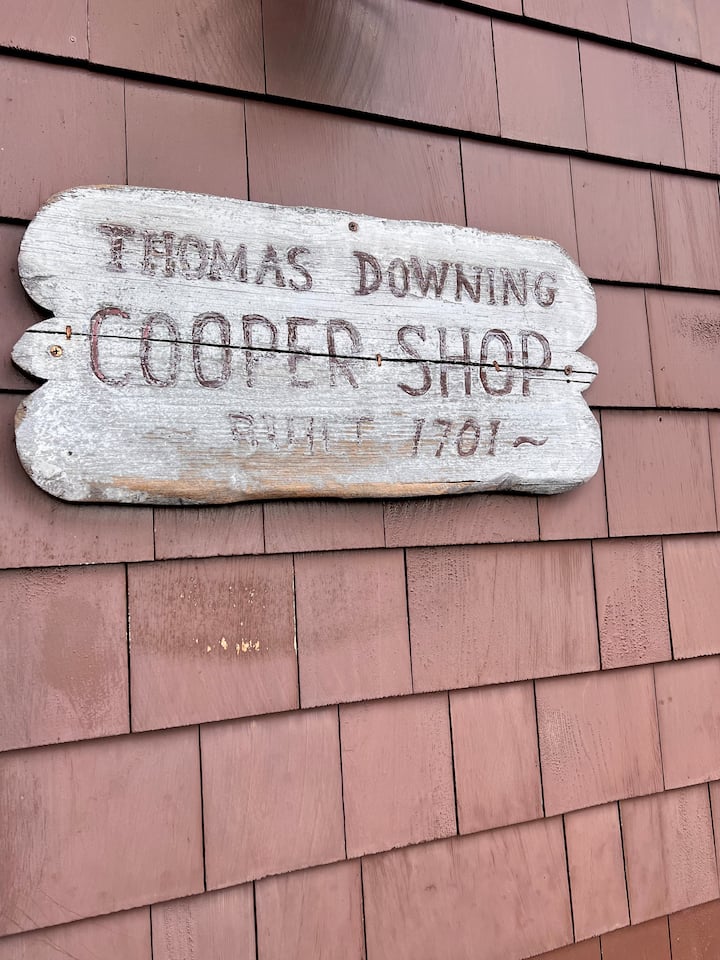 THOMAS DOWNING
COOPER SHOP
~ BUILT 1701 ~